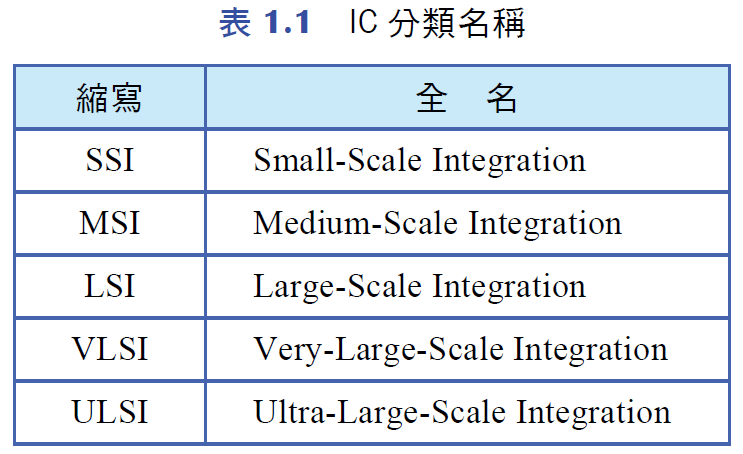 表 1.1 IC 分類名稱
縮寫 全 名
SSI Small-Scale Integration
MSI Medium-Scale Integration
LSI Large-Scale Integration
VLSI Very-Large-Scale Integration
ULSI Ultra-Large-Scale Integration